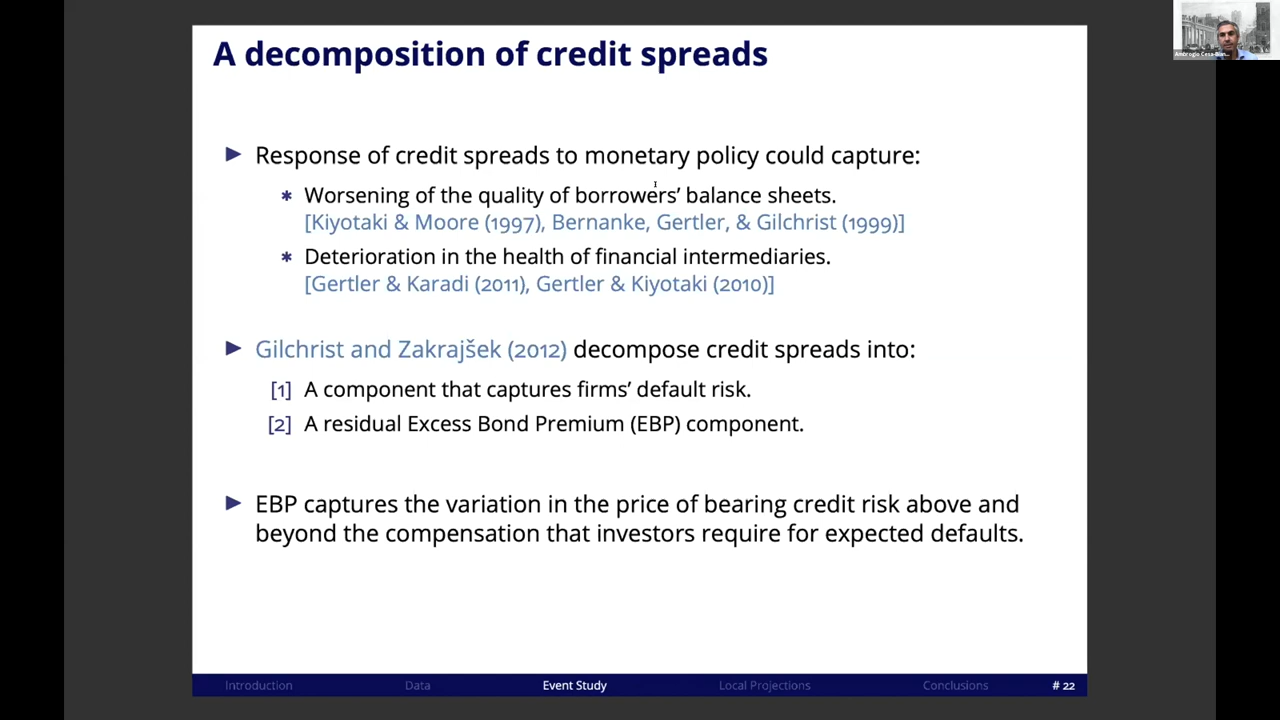 A decomposition of credit spreads
Response of credit spreads to monetary policy could capture:
Worsening of the quality of borrowers’ balance sheets.
[Kiyotaki & Moore (1997), Bernanke, Gertler, & Gilchrist (1999)]
Deterioration in the health of financial intermediaries.
[Gertler & Karadi (2011), Gertler & Kiyotaki (2010)]
Gilchrist and Zakrajšek (2012) decompose credit spreads into:
[1] A component that captures firms’ default risk.
[2] A residual Excess Bond Premium (EBP) component.
EBP captures the variation in the price of bearing credit risk above and
beyond the compensation that investors require for expected defaults.
Introduction Data Event Study Local Projections Conclusions # 22